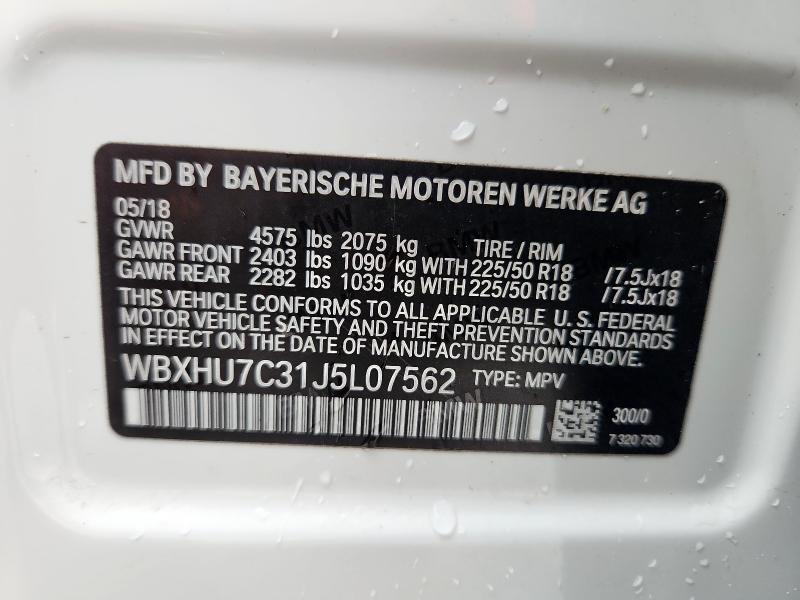 MFD BY BAYERISCHE MOTOREN WERKE AG
05/18
GVWR 4575 lbs 2075 kg TIRE / RIM
GAWR FRONT 2403 lbs 1090 kg WITH 225/50 R18 /7.5Jx18
GAWR REAR 2282 lbs 1035 kg WITH 225/50 R18 /7.5Jx18
THIS VEHICLE CONFORMS TO ALL APPLICABLE U. S. FEDERAL
MOTOR VEHICLE SAFETY AND THEFT PREVENTION STANDARDS
IN EFFECT ON THE DATE OF MANUFACTURE SHOWN ABOVE.
WBXHU7C31J5L07562 TYPE: MPV
300/0
7 320 730